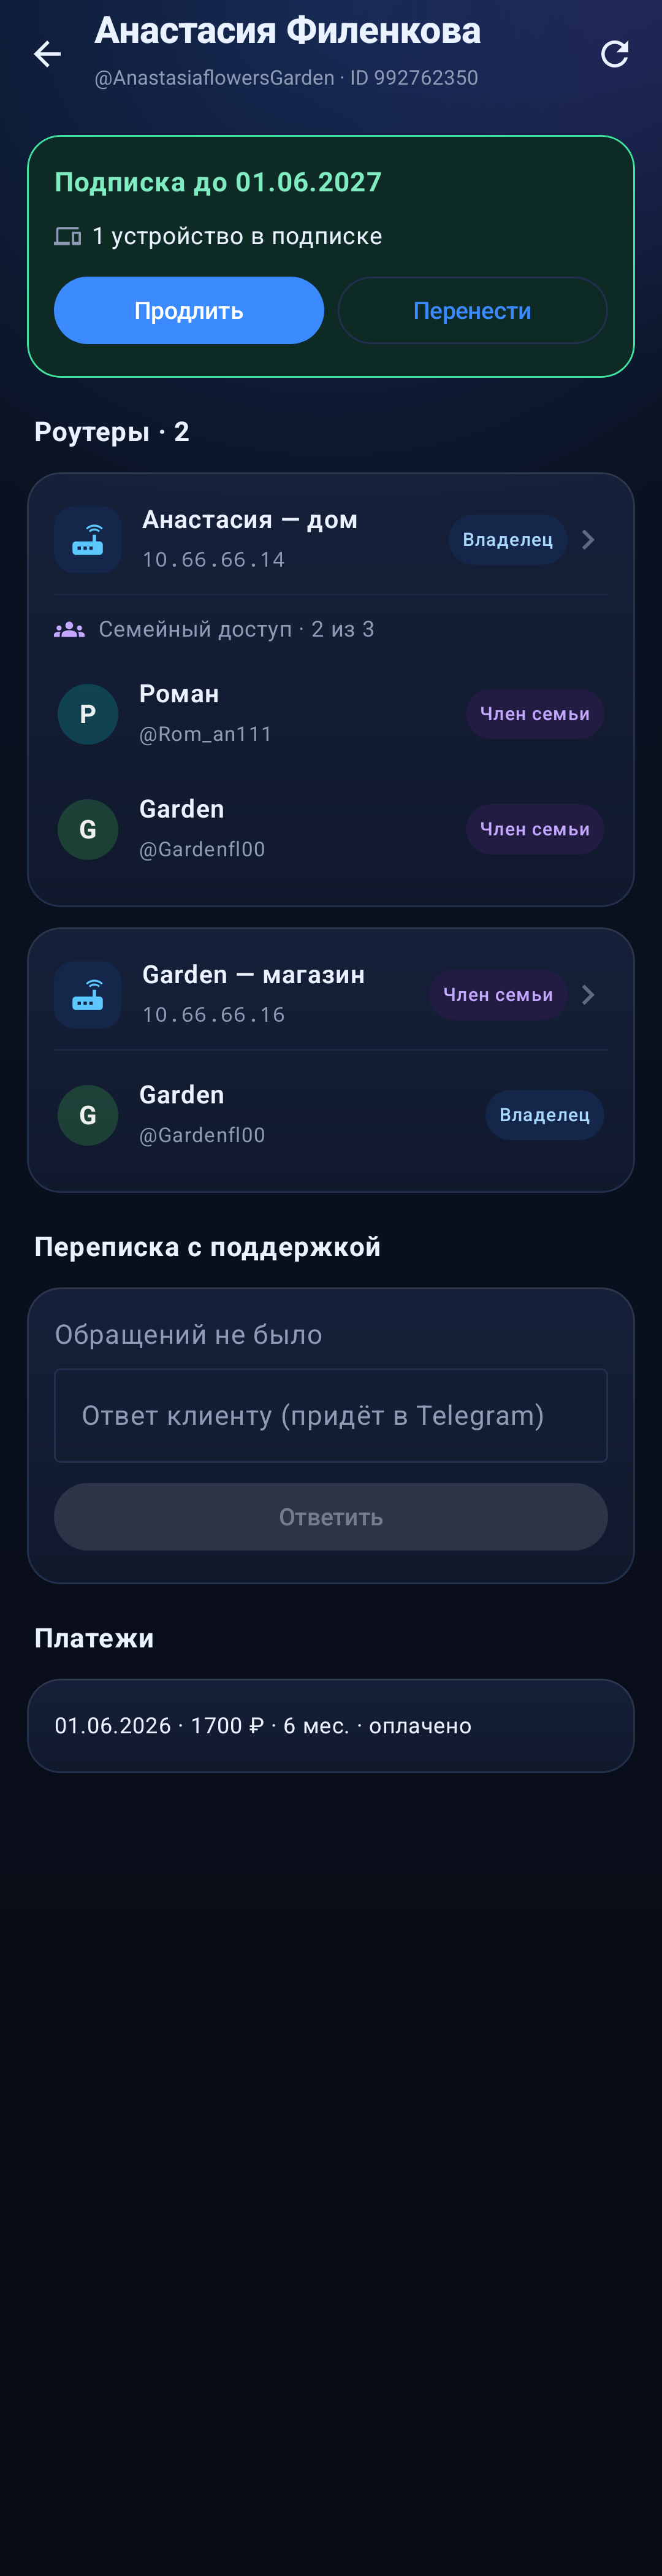 Анастасия Филенкова
@AnastasiaflowersGarden · ID 992762350
Подписка до 01.06.2027
1 устройство в подписке
Продлить
Перенести
Роутеры · 2
Анастасия — дом
10.66.66.14
Владелец
Семейный доступ · 2 из 3
Р
Роман
@Rom_an111
Член семьи
G
Garden
@Gardenfl00
Член семьи
Garden — магазин
10.66.66.16
Член семьи
G
Garden
@Gardenfl00
Владелец
Переписка с поддержкой
Обращений не было
Ответ клиенту (придёт в Telegram)
Ответить
Платежи
01.06.2026 · 1700 ₽ · 6 мес. · оплачено